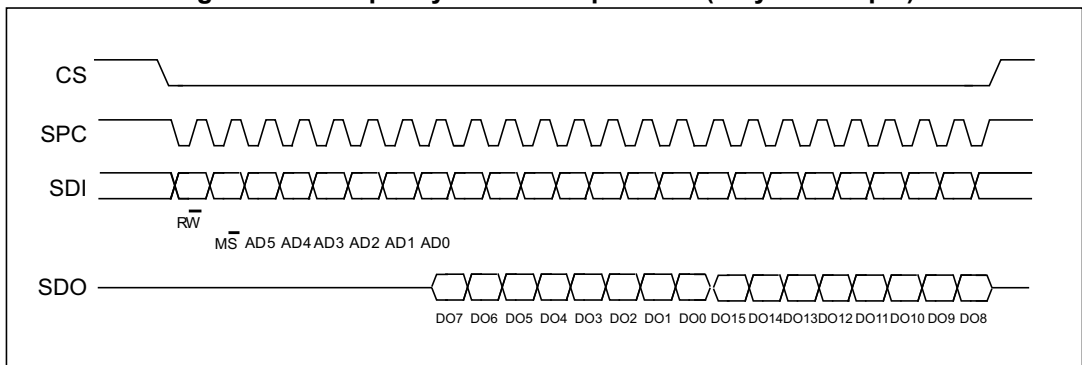 CS
SPC
SDI
RW̅
MS̅ AD5 AD4 AD3 AD2 AD1 AD0
SDO
DO7 DO6 DO5 DO4 DO3 DO2 DO1 DO0 DO15 DO14 DO13 DO12 DO11 DO10 DO9 DO8